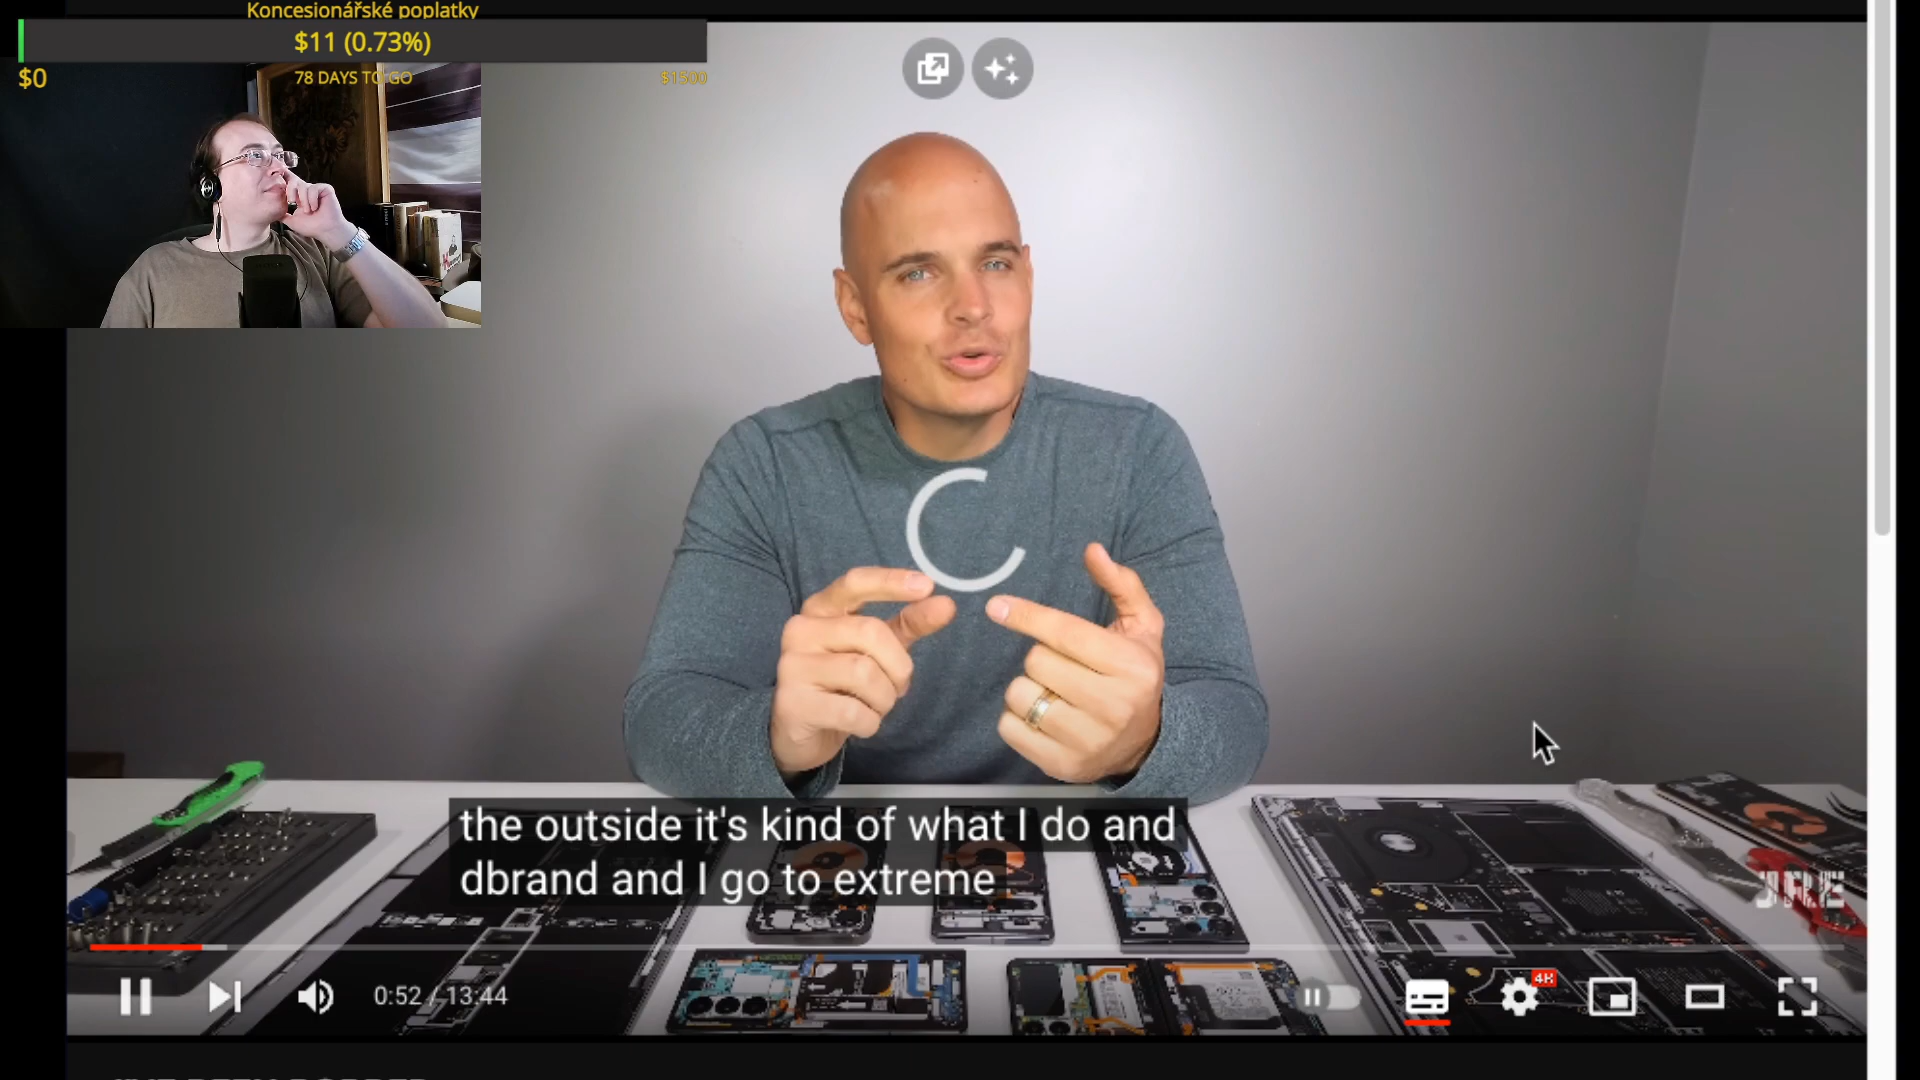 Koncesionářské poplatky
$11 (0.73%)
$0
78 DAYS TO GO
$1500
the outside it's kind of what I do and
dbrand and I go to extreme
JRE
0:52 / 13:44
4K